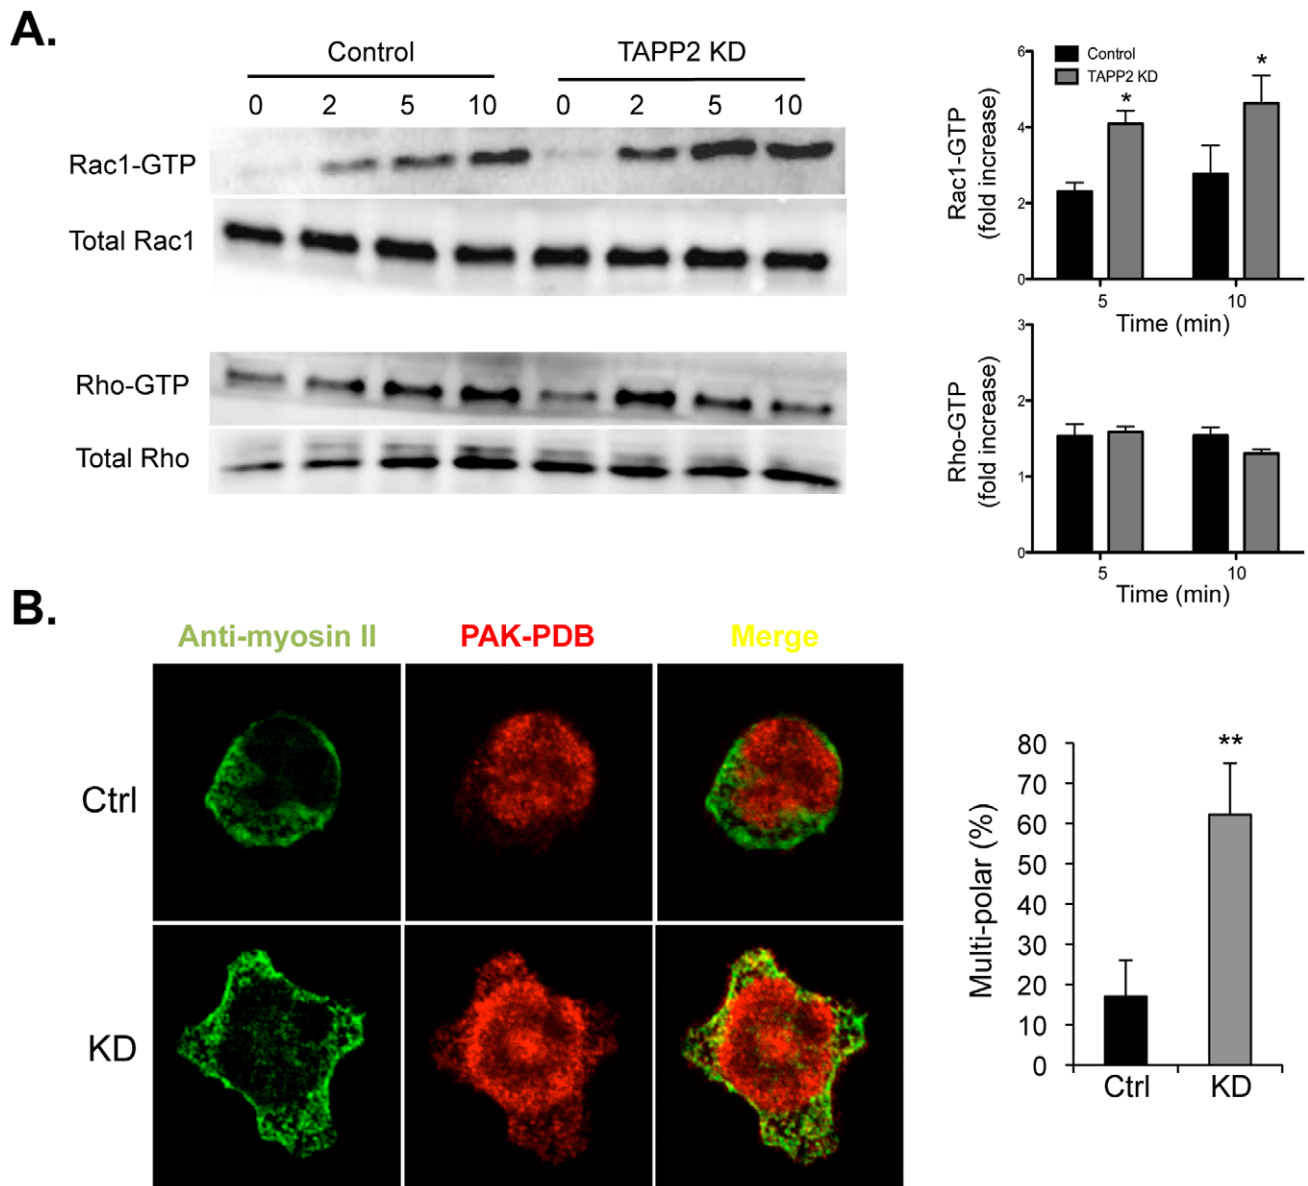 A.
Control
TAPP2 KD
0 2 5 10 0 2 5 10
Rac1-GTP
Total Rac1
Rho-GTP
Total Rho
Control
TAPP2 KD
Rac1-GTP
(fold increase)
6
4
2
0
*
*
5 10
Time (min)
Rho-GTP
(fold increase)
3
2
1
0
5 10
Time (min)
B.
Anti-myosin II PAK-PDB Merge
Ctrl
KD
Multi-polar (%)
80
70
60
50
40
30
20
10
0
**
Ctrl KD